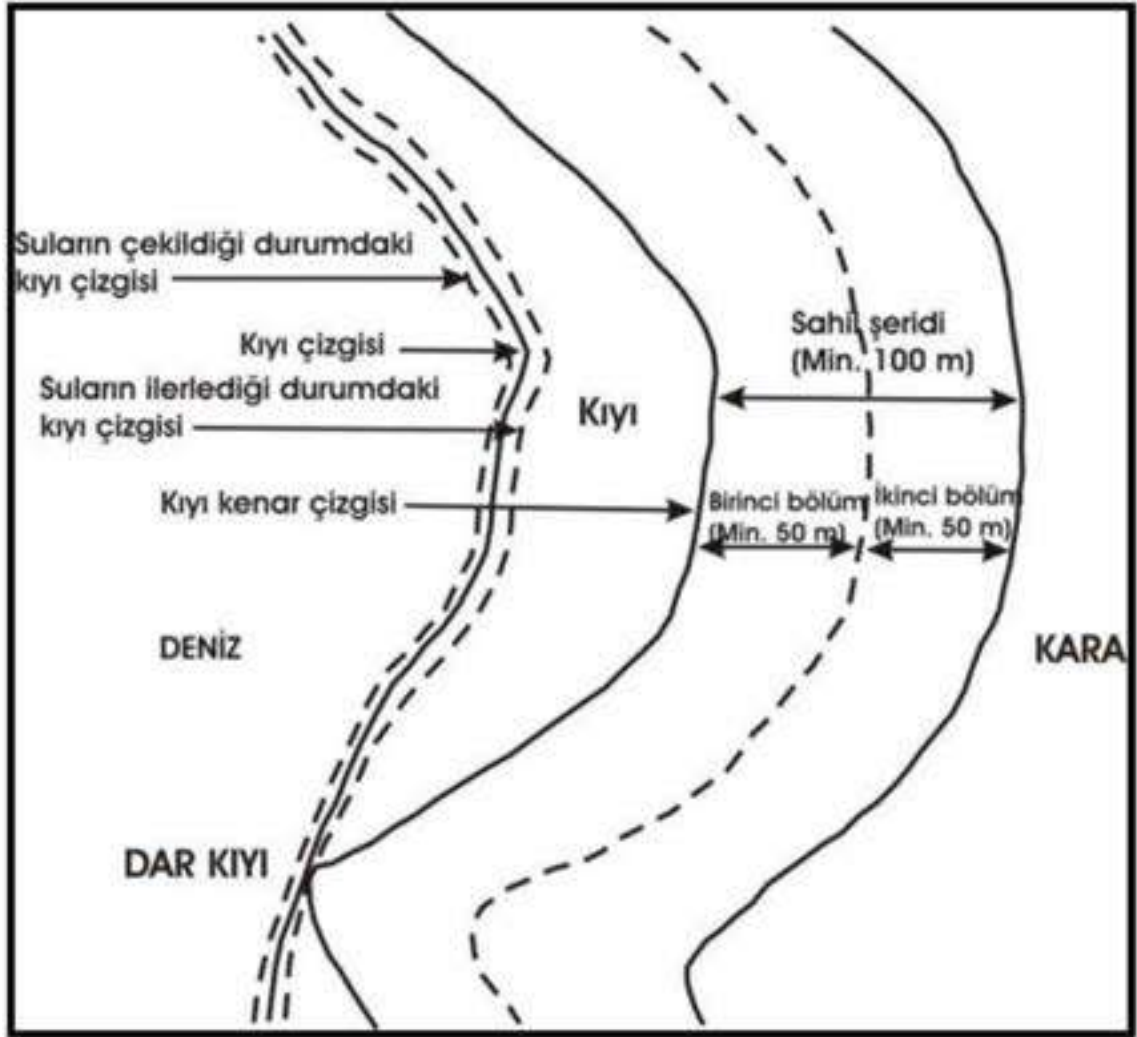 Suların çekildiği durumdaki
kıyı çizgisi
Sahil şeridi
(Min. 100 m)
Kıyı çizgisi
Suların ilerlediği durumdaki
kıyı çizgisi
Kıyı
Kıyı kenar çizgisi
Birinci bölüm
(Min. 50 m)
İkinci bölüm
(Min. 50 m)
DENİZ
KARA
DAR KIYI